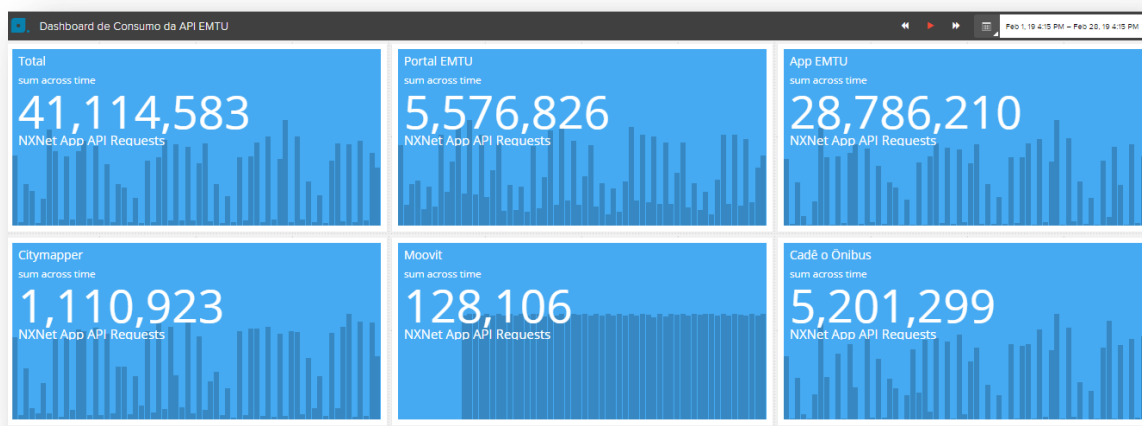 Dashboard de Consumo da API EMTU
Feb 1, 19 4:15 PM – Feb 28, 19 4:15 PM
Total
sum across time
41,114,583
NXNet App API Requests
Portal EMTU
sum across time
5,576,826
NXNet App API Requests
App EMTU
sum across time
28,786,210
NXNet App API Requests
Citymapper
sum across time
1,110,923
NXNet App API Requests
Moovit
sum across time
128,106
NXNet App API Requests
Cadê o Ônibus
sum across time
5,201,299
NXNet App API Requests